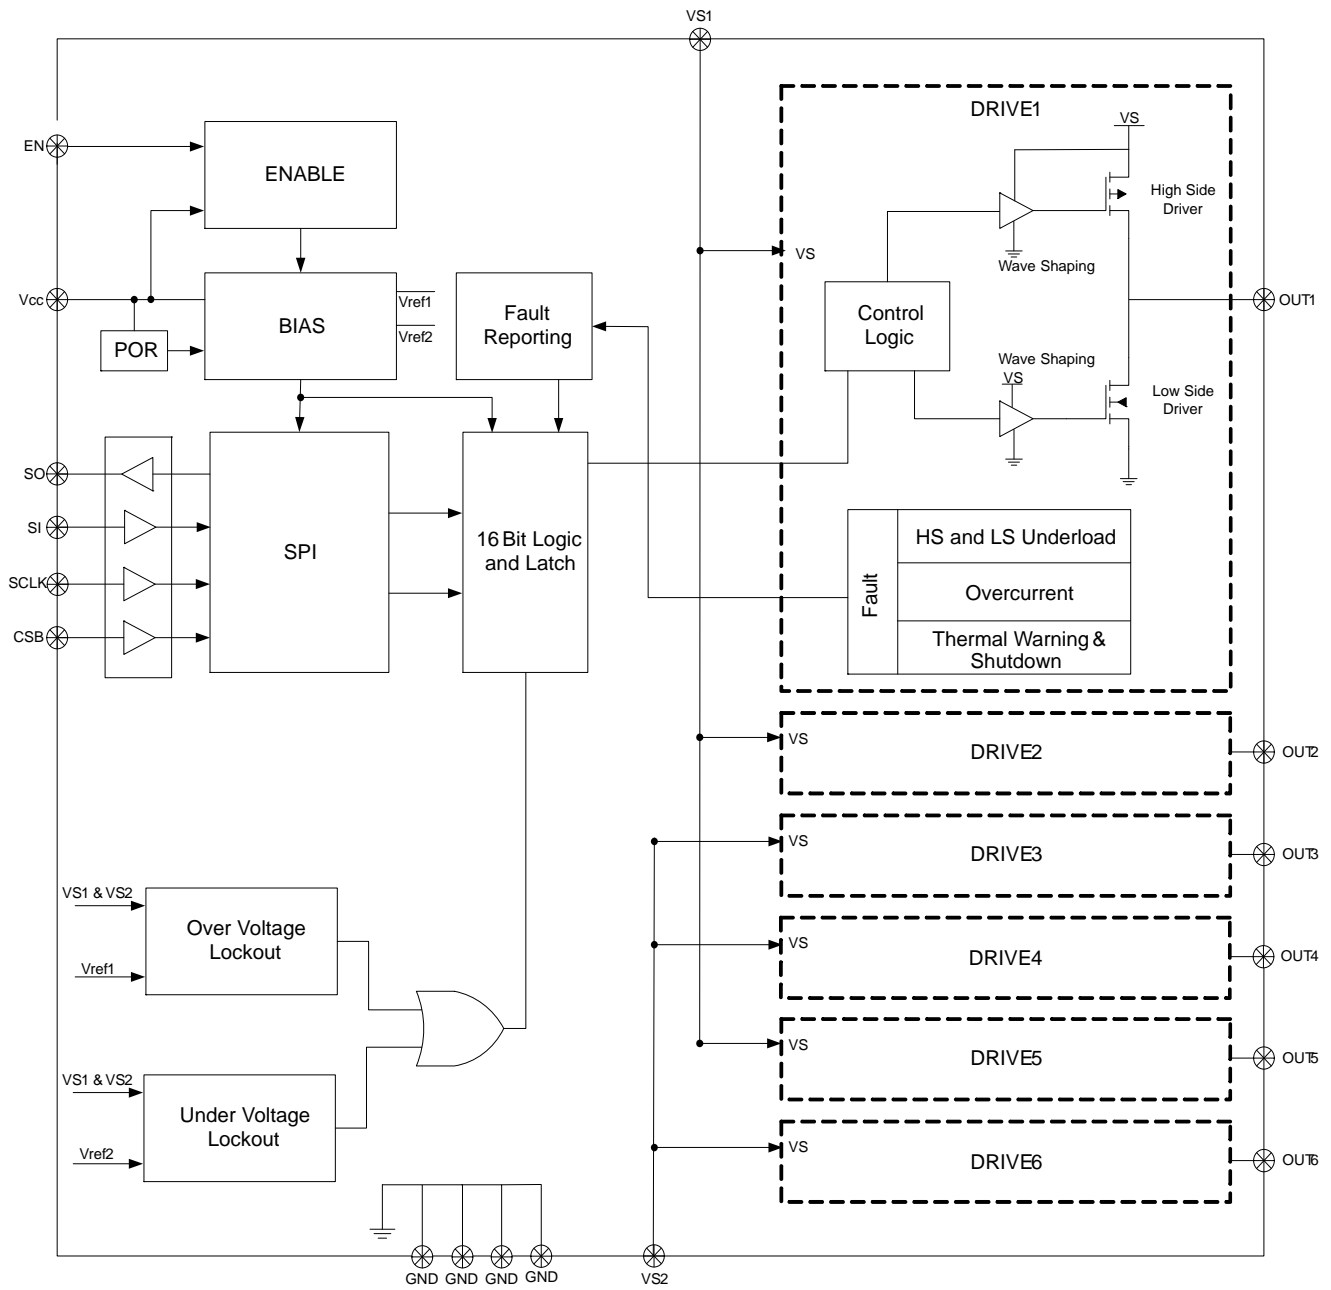 VS1
DRIVE1
VS
EN
ENABLE
High Side
Driver
VS
Wave Shaping
Vcc
BIAS
Vref1
Vref2
POR
Fault
Reporting
Control
Logic
OUT1
Wave Shaping
VS
Low Side
Driver
SO
SI
SCLK
CSB
SPI
16 Bit Logic
and Latch
Fault
HS and LS Underload
Overcurrent
Thermal Warning &
Shutdown
VS
DRIVE2
OUT2
VS
DRIVE3
OUT3
VS1 & VS2
Vref1
Over Voltage
Lockout
VS
DRIVE4
OUT4
VS
DRIVE5
OUT5
VS1 & VS2
Vref2
Under Voltage
Lockout
VS
DRIVE6
OUT6
GND
GND
GND
GND
VS2